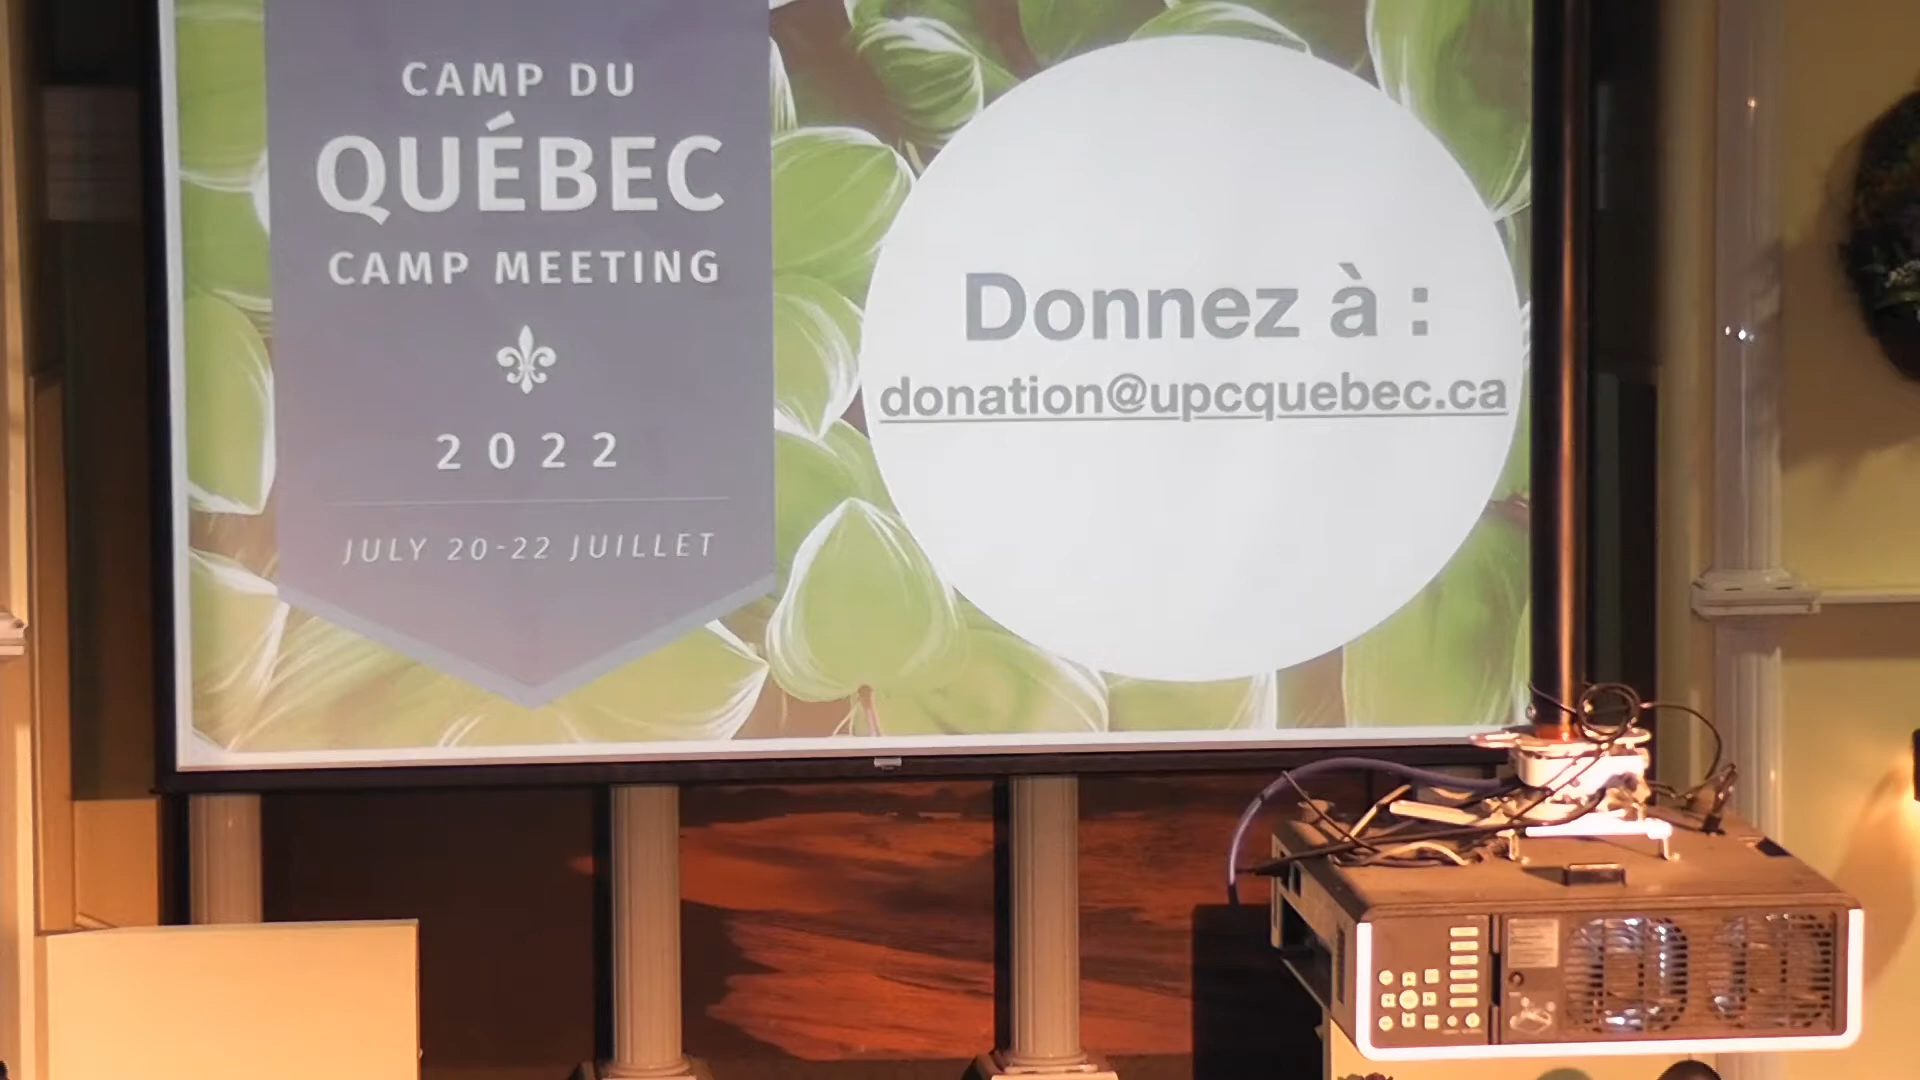 CAMP DU
QUÉBEC
CAMP MEETING
2022
JULY 20-22 JUILLET
Donnez à :
donation@upcquebec.ca